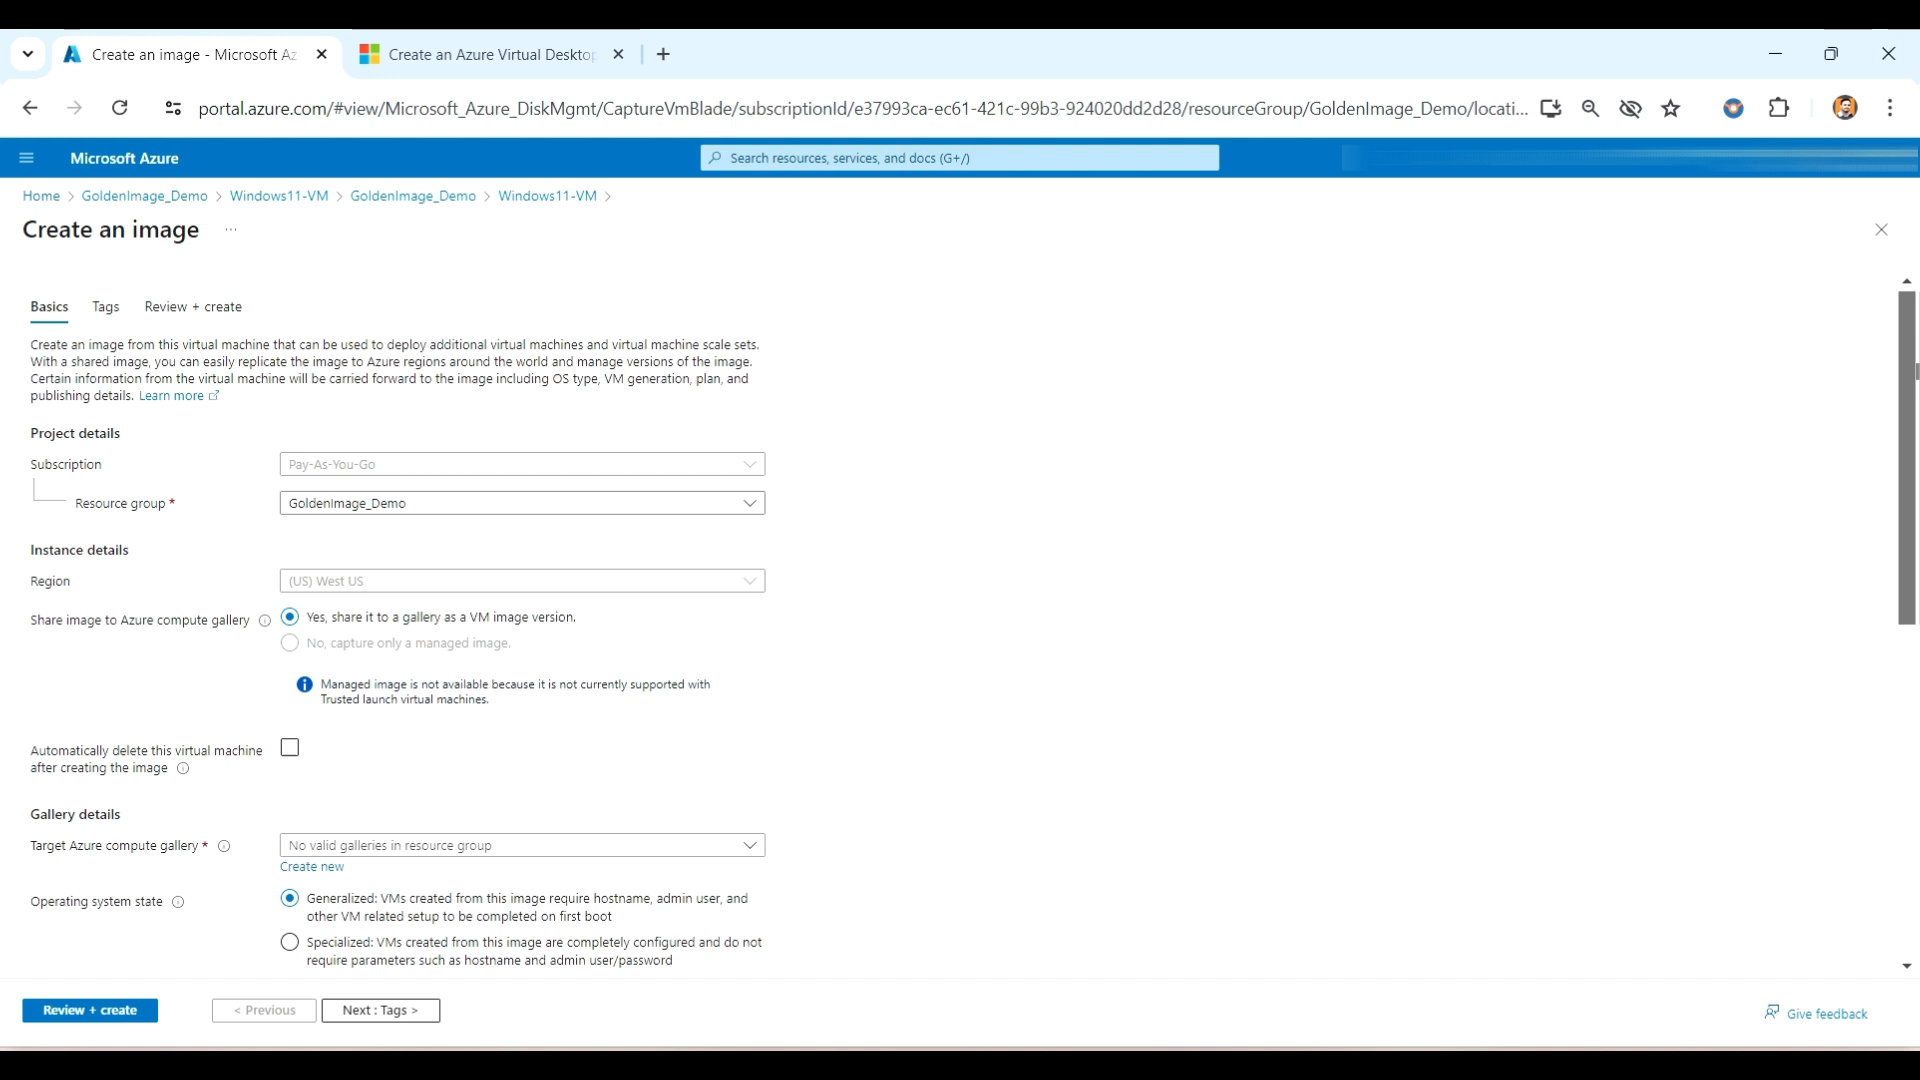 Create an image - Microsoft Az
Create an Azure Virtual Deskto
portal.azure.com/#view/Microsoft_Azure_DiskMgmt/CaptureVmBlade/subscriptionId/e37993ca-ec61-421c-99b3-924020dd2d28/resourceGroup/GoldenImage_Demo/locati...
Microsoft Azure
Search resources, services, and docs (G+/)
Home > GoldenImage_Demo > Windows11-VM > GoldenImage_Demo > Windows11-VM >
Create an image ...
Basics Tags Review + create
Create an image from this virtual machine that can be used to deploy additional virtual machines and virtual machine scale sets.
With a shared image, you can easily replicate the image to Azure regions around the world and manage versions of the image.
Certain information from the virtual machine will be carried forward to the image including OS type, VM generation, plan, and
publishing details. Learn more
Project details
Subscription
Pay-As-You-Go
Resource group *
GoldenImage_Demo
Instance details
Region
(US) West US
Share image to Azure compute gallery
Yes, share it to a gallery as a VM image version.
No, capture only a managed image.
Managed image is not available because it is not currently supported with
Trusted launch virtual machines.
Automatically delete this virtual machine
after creating the image
Gallery details
Target Azure compute gallery *
No valid galleries in resource group
Create new
Operating system state
Generalized: VMs created from this image require hostname, admin user, and
other VM related setup to be completed on first boot
Specialized: VMs created from this image are completely configured and do not
require parameters such as hostname and admin user/password
Review + create
< Previous
Next : Tags >
Give feedback